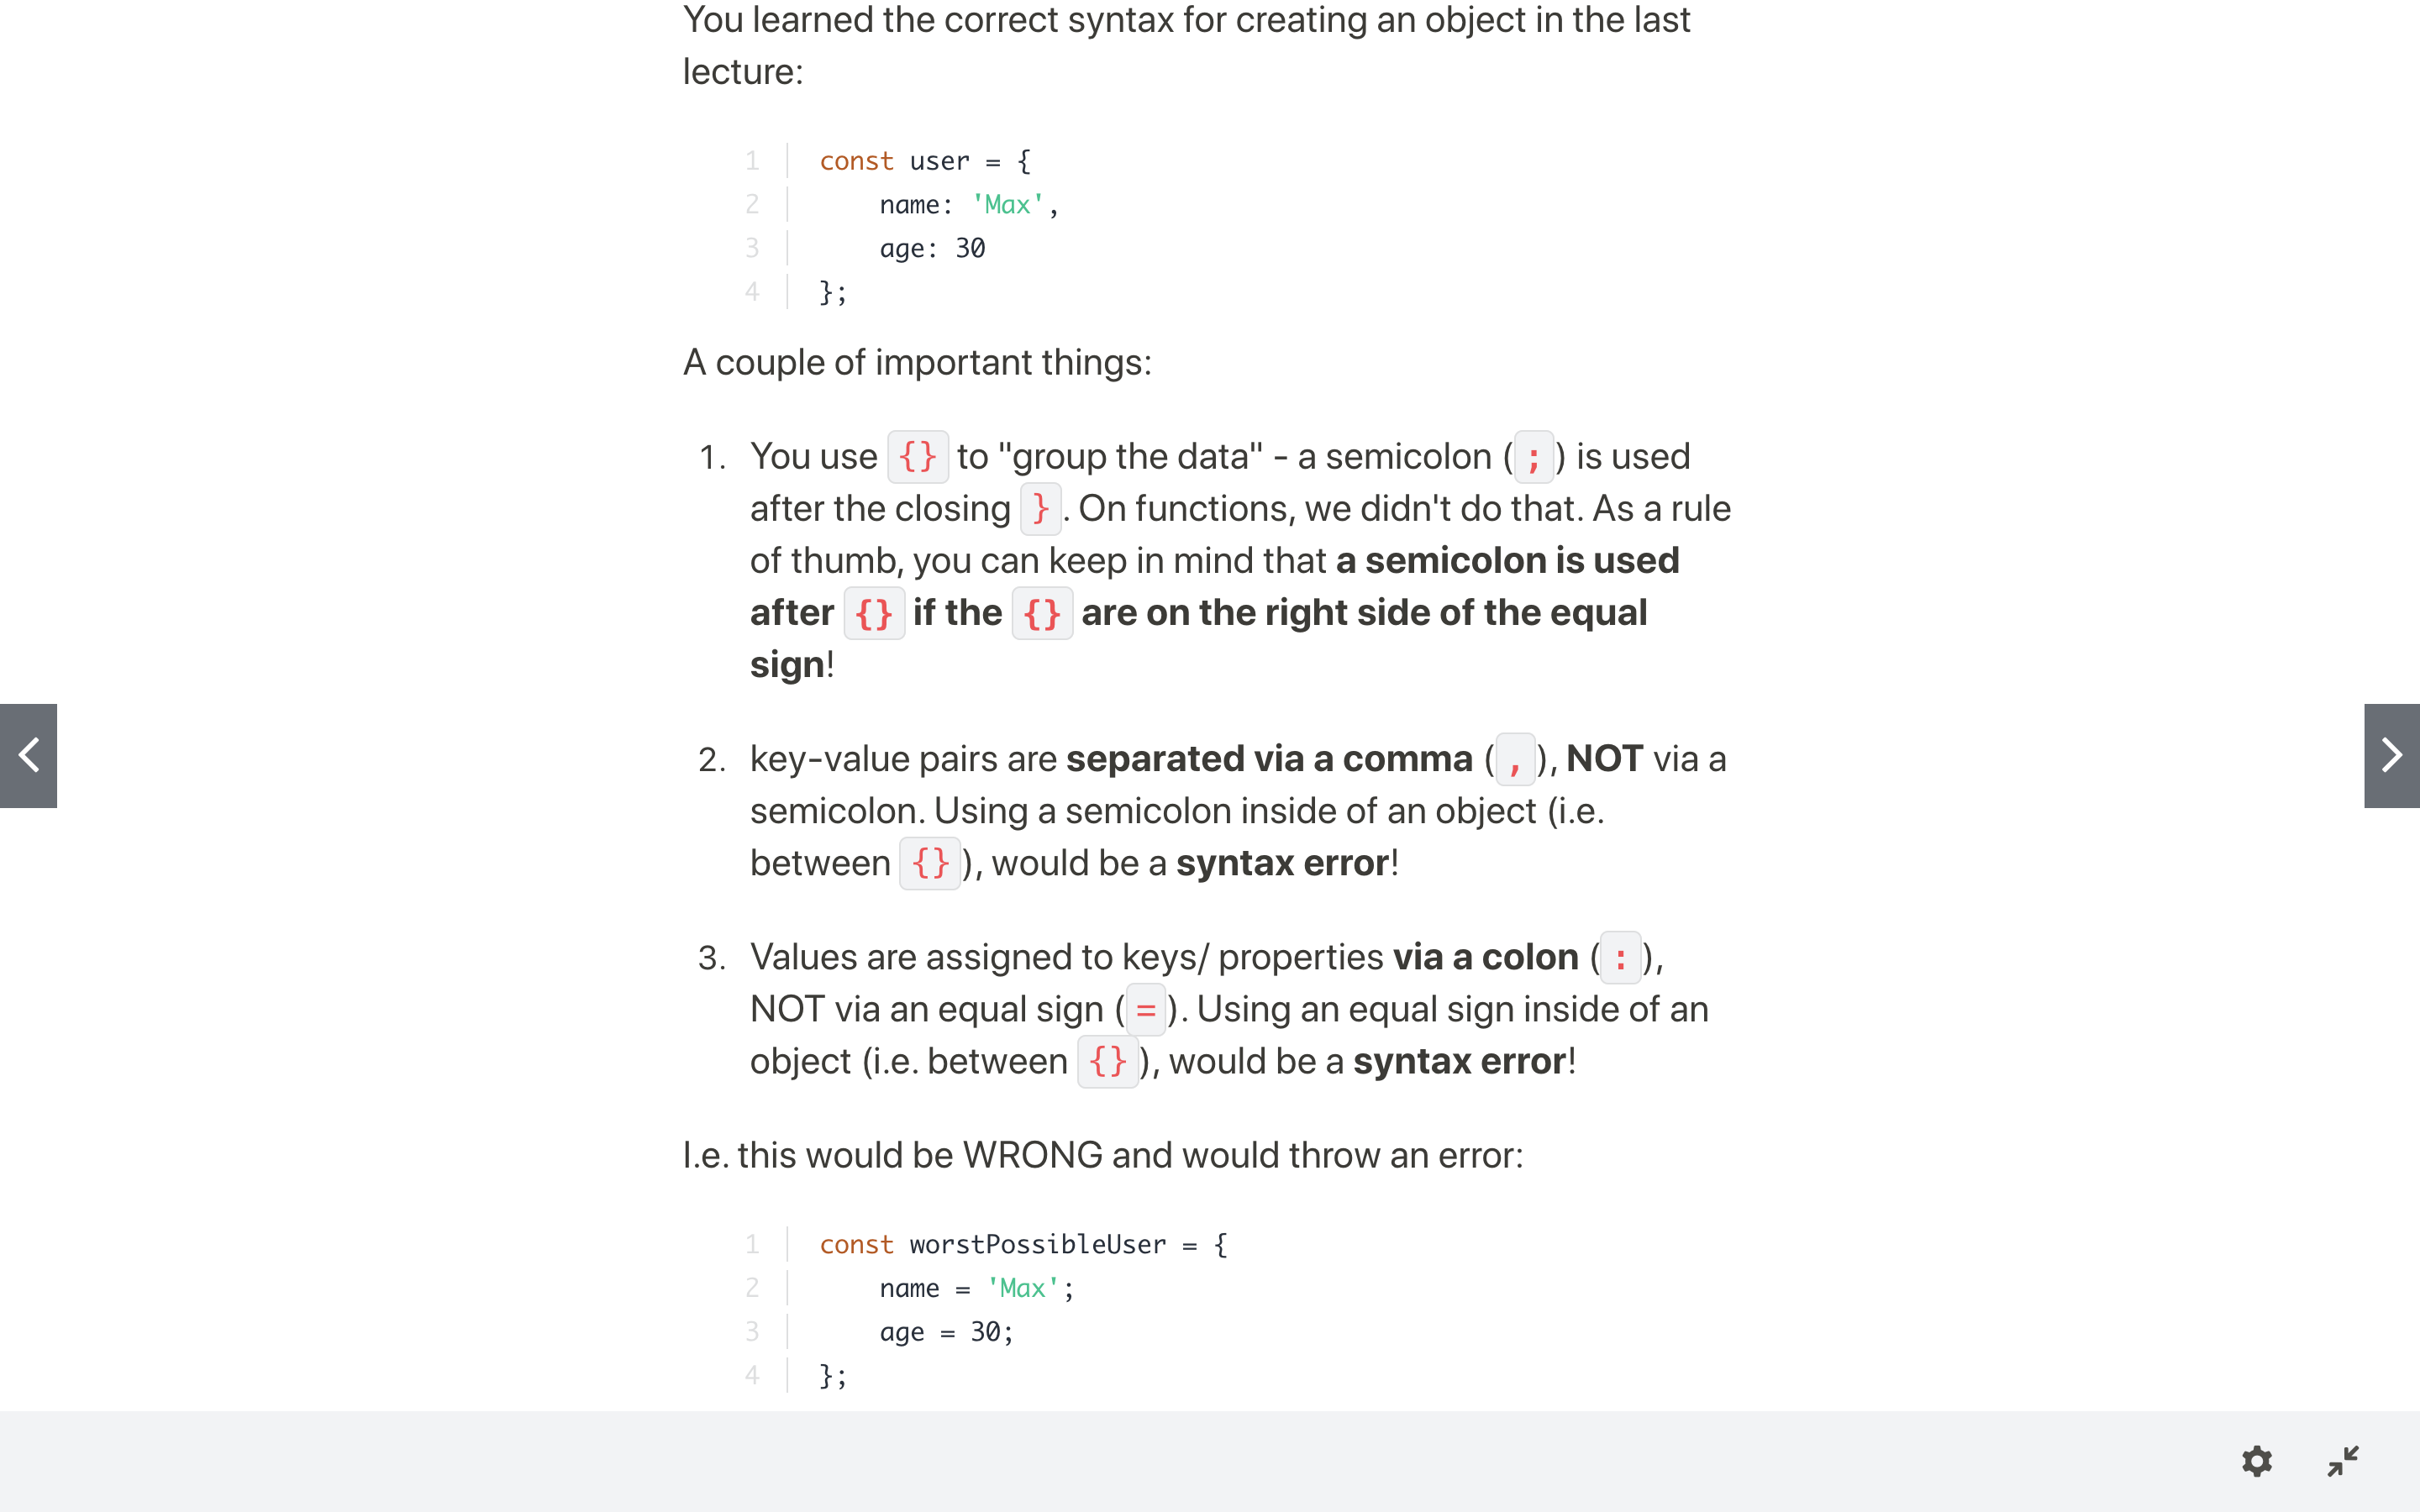 You learned the correct syntax for creating an object in the last
lecture:
1 const user = {
2 name: 'Max',
3 age: 30
4 };
A couple of important things:
1. You use {} to "group the data" - a semicolon ( ; ) is used
after the closing } . On functions, we didn't do that. As a rule
of thumb, you can keep in mind that a semicolon is used
after {} if the {} are on the right side of the equal
sign!
2. key-value pairs are separated via a comma ( , ), NOT via a
semicolon. Using a semicolon inside of an object (i.e.
between {} ), would be a syntax error!
3. Values are assigned to keys/ properties via a colon ( : ),
NOT via an equal sign ( = ). Using an equal sign inside of an
object (i.e. between {} ), would be a syntax error!
I.e. this would be WRONG and would throw an error:
1 const worstPossibleUser = {
2 name = 'Max';
3 age = 30;
4 };